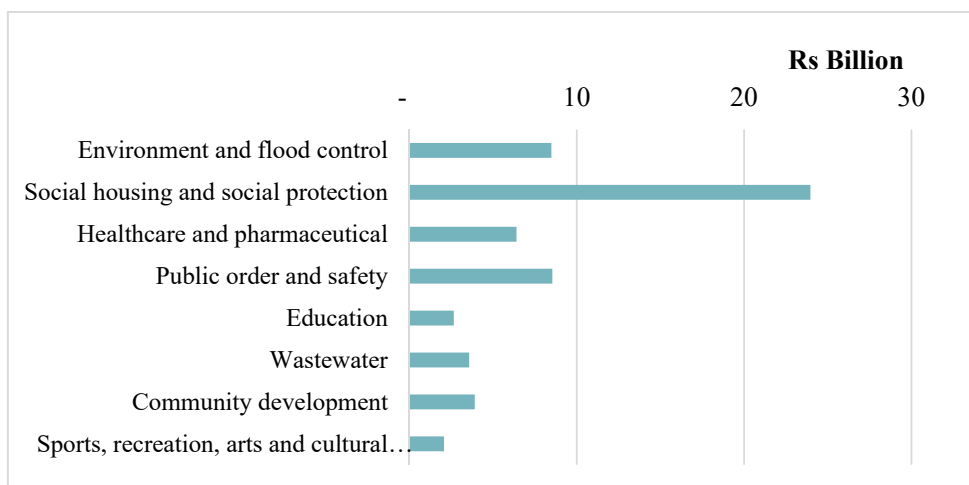 Rs Billion
- 10 20 30
Environment and flood control
Social housing and social protection
Healthcare and pharmaceutical
Public order and safety
Education
Wastewater
Community development
Sports, recreation, arts and cultural…